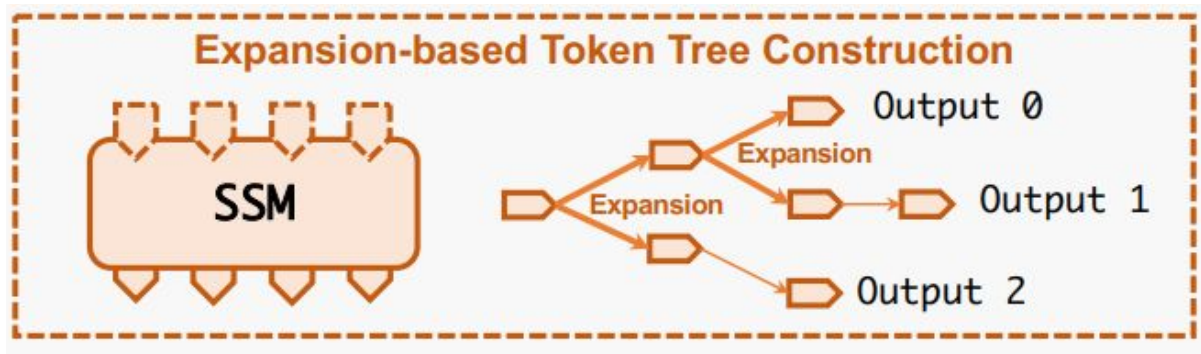 Expansion-based Token Tree Construction
SSM
Output 0
Expansion
Expansion
Output 1
Output 2